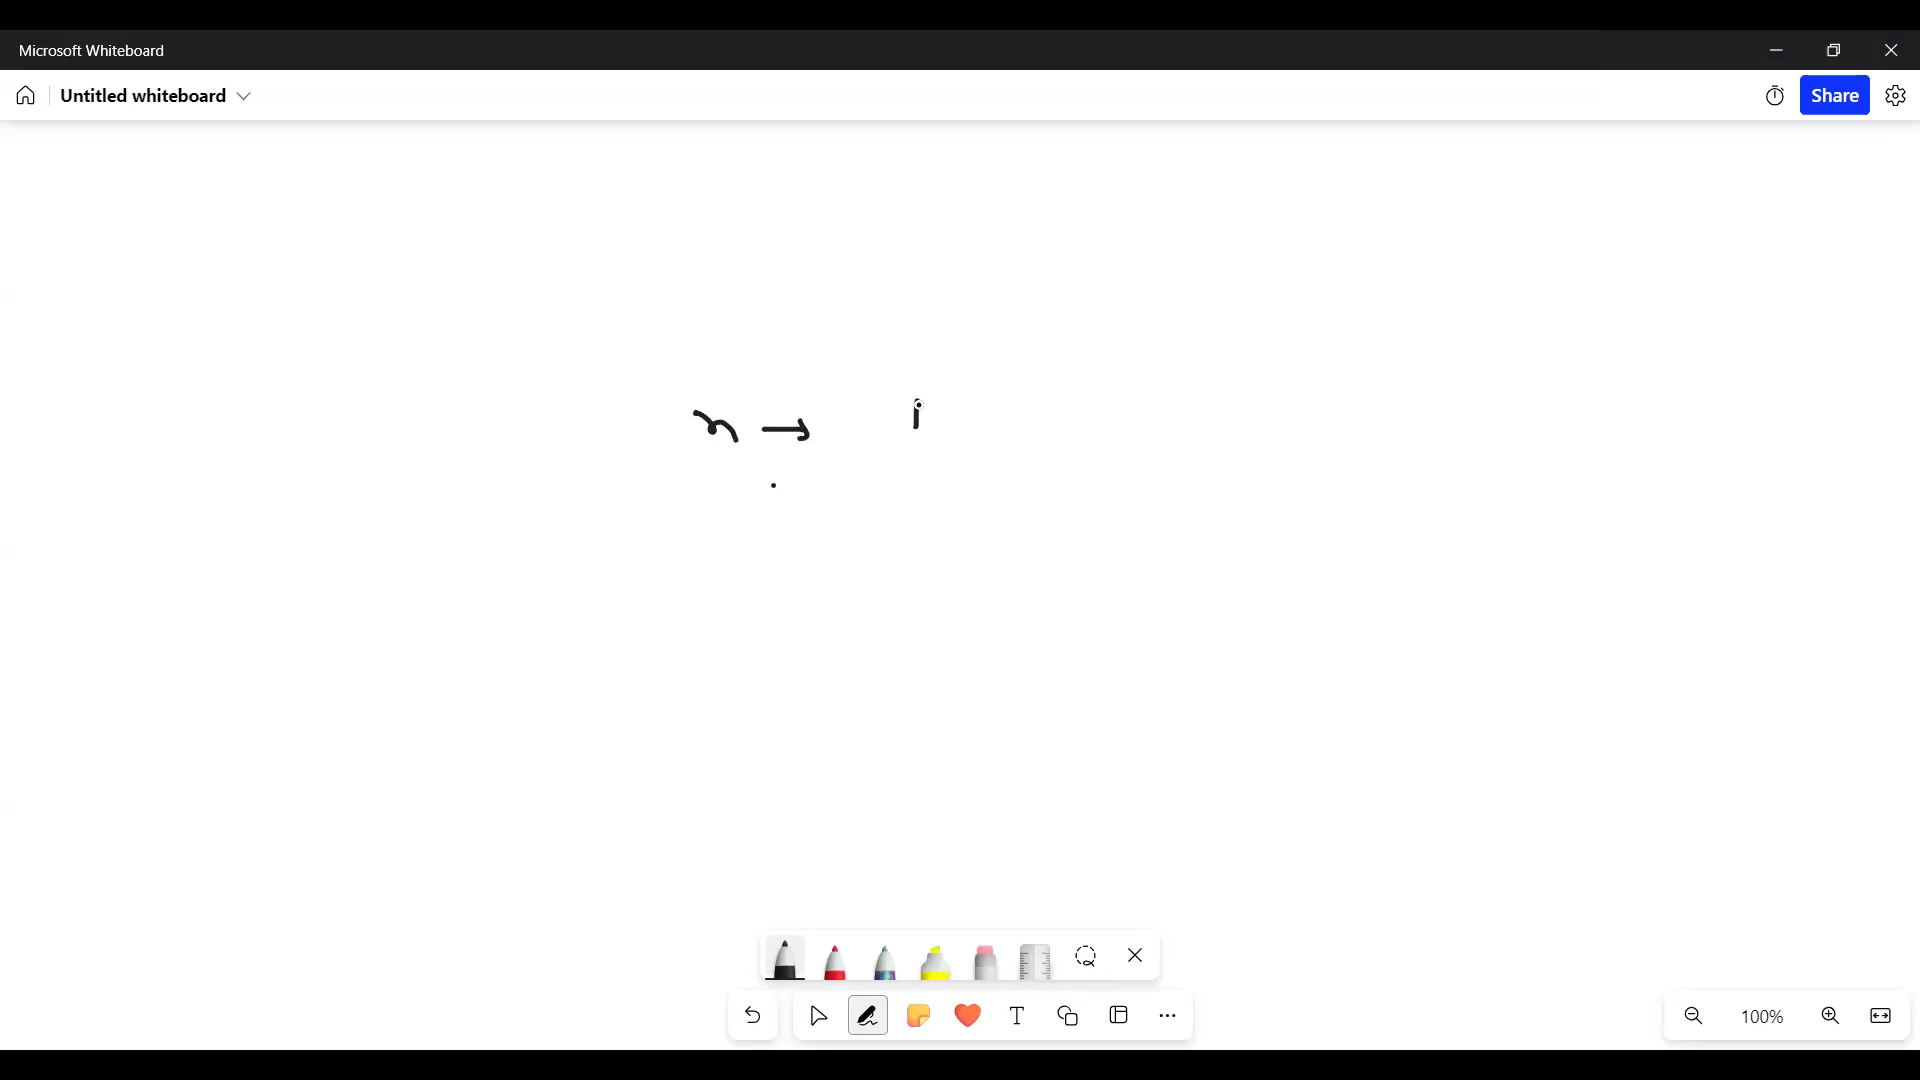 Microsoft Whiteboard
Untitled whiteboard
Share
n →
100%